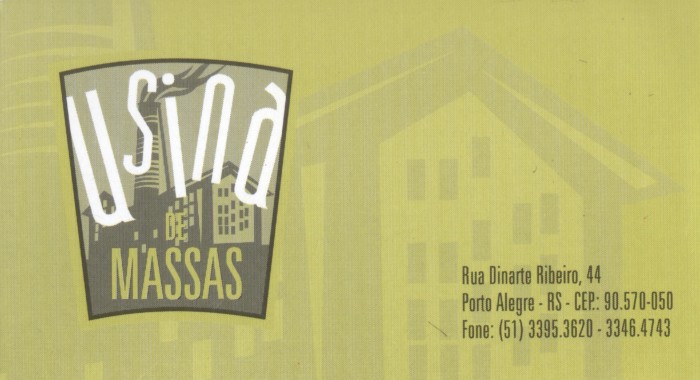 usina
DE
MASSAS
Rua Dinarte Ribeiro, 44
Porto Alegre - RS - CEP.: 90.570-050
Fone: (51) 3395.3620 - 3346.4743